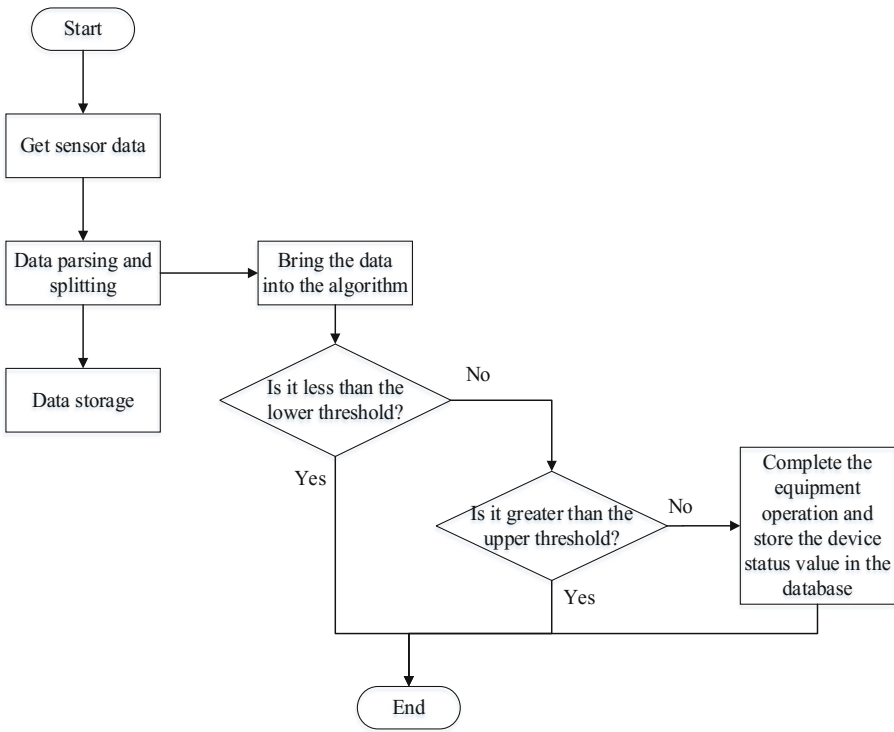 Start
Get sensor data
Data parsing and
splitting
Data storage
Bring the data
into the algorithm
Is it less than the
lower threshold?
No
Yes
Is it greater than the
upper threshold?
No
Yes
Complete the
equipment
operation and
store the device
status value in the
database
End